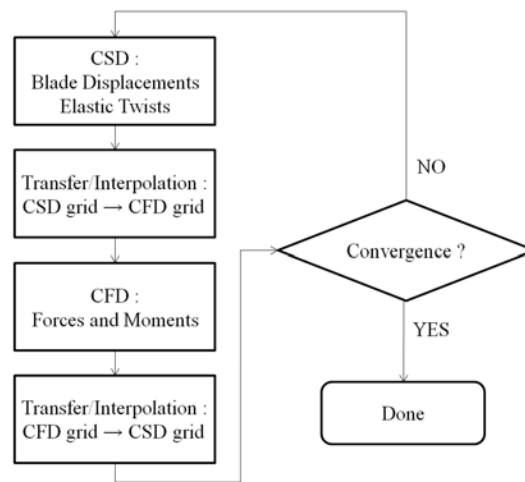 CSD :
Blade Displacements
Elastic Twists
Transfer/Interpolation :
CSD grid → CFD grid
CFD :
Forces and Moments
Transfer/Interpolation :
CFD grid → CSD grid
NO
Convergence ?
YES
Done